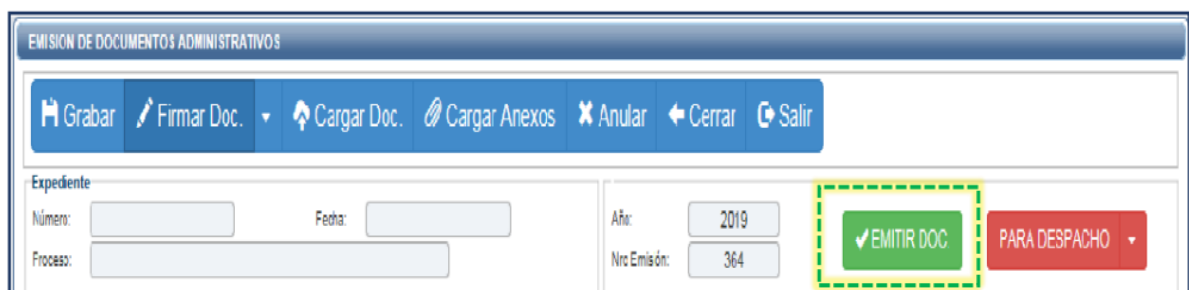 EMISION DE DOCUMENTOS ADMINISTRATIVOS
Grabar Firmar Doc. Cargar Doc. Cargar Anexos Anular Cerrar Salir
Expediente
Número: Fecha: Año: 2019 EMITIR DOC PARA DESPACHO
Proceso: Nro Emisión: 364